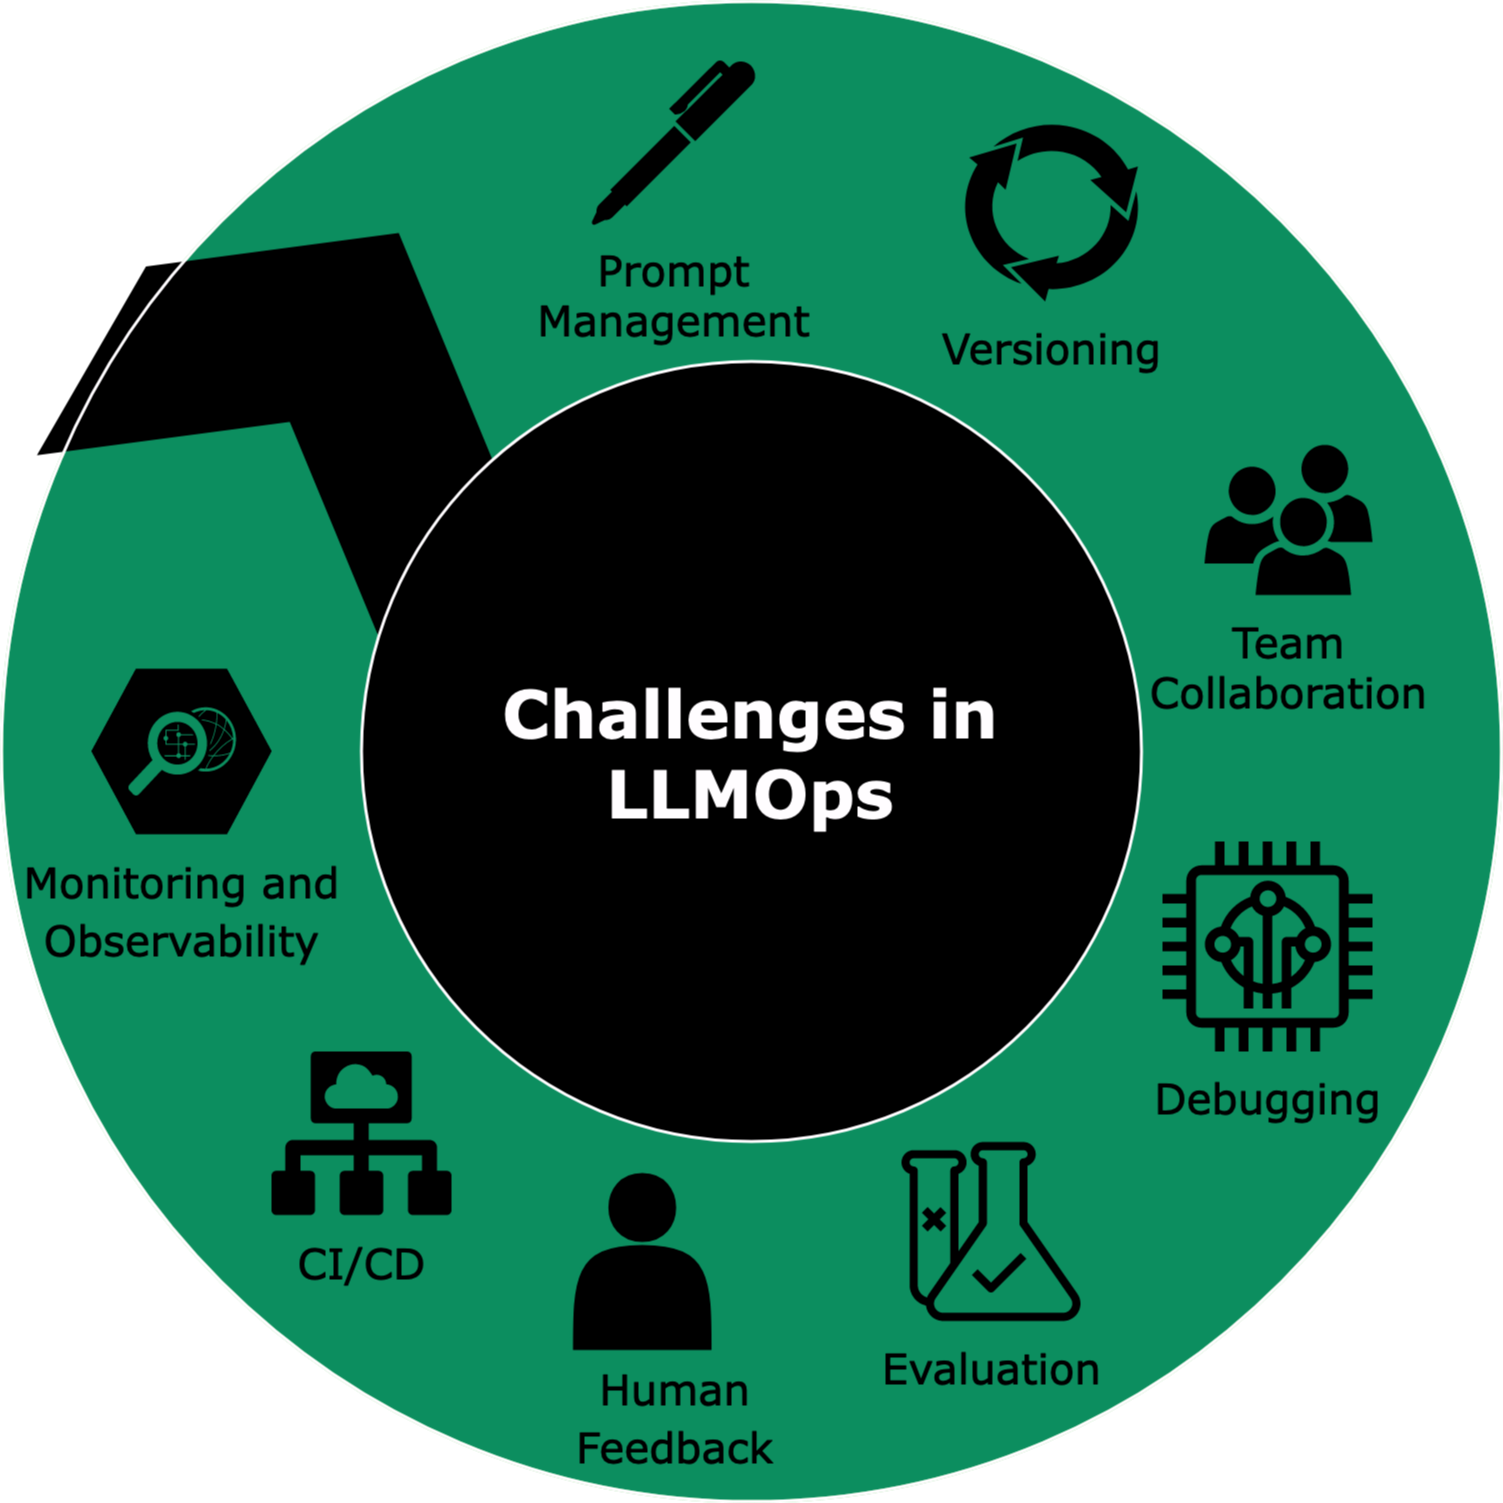 Prompt
Management
Versioning
Team
Collaboration
Challenges in
LLMOps
Debugging
Evaluation
Human
Feedback
CI/CD
Monitoring and
Observability